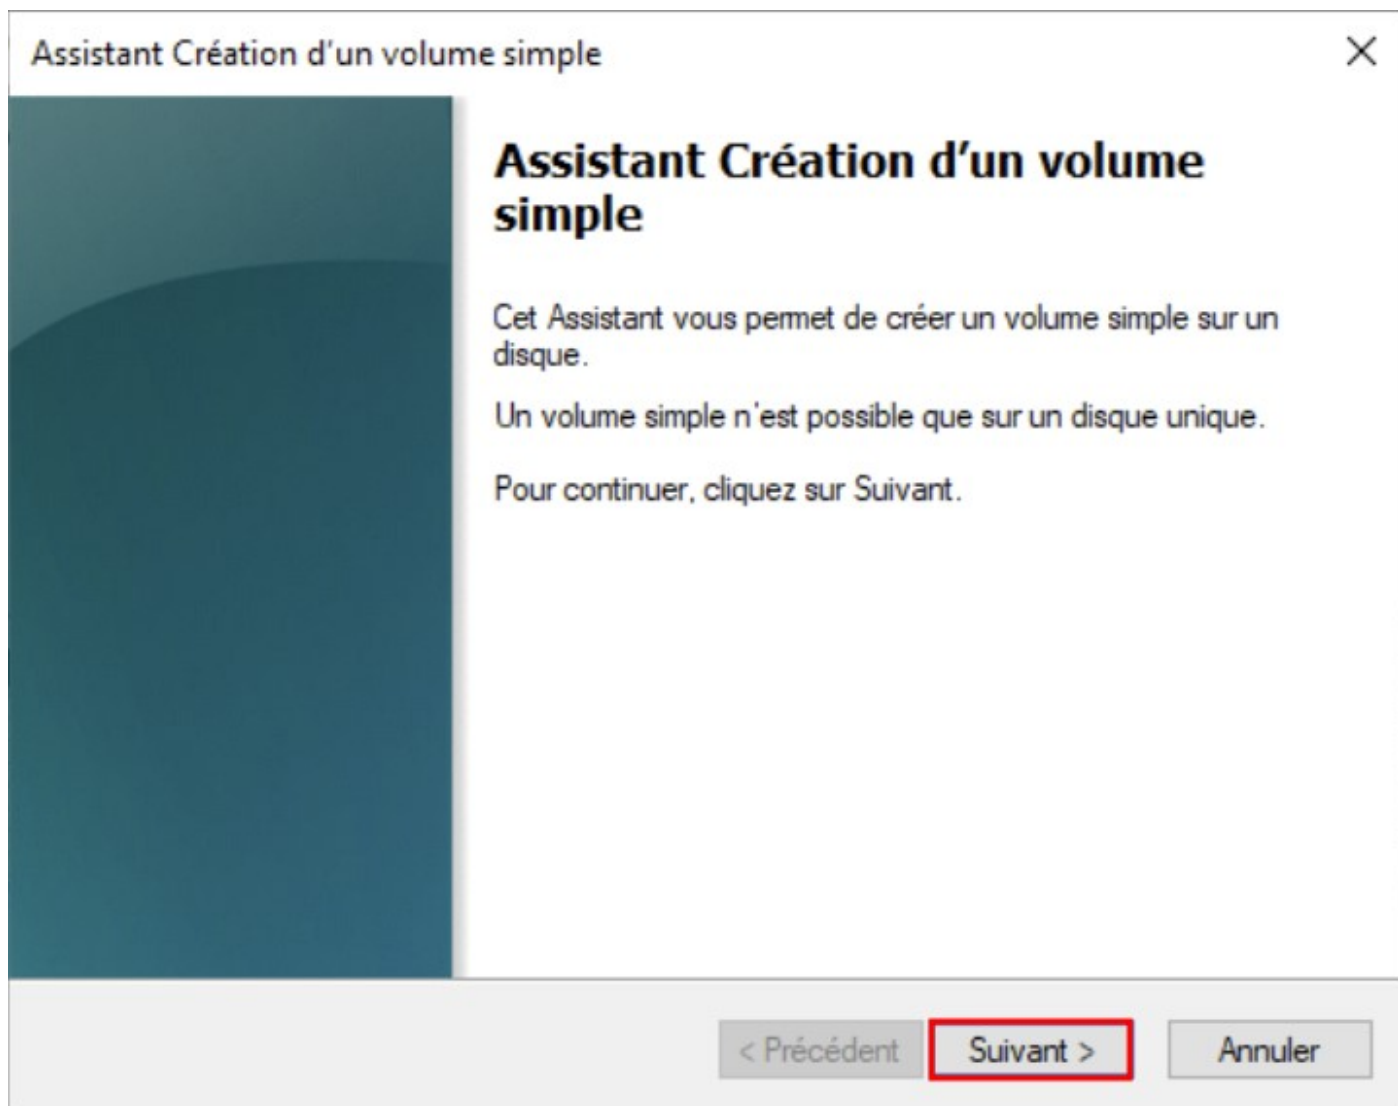 Assistant Création d'un volume simple
Assistant Création d'un volume
simple
Cet Assistant vous permet de créer un volume simple sur un
disque.
Un volume simple n'est possible que sur un disque unique.
Pour continuer, cliquez sur Suivant.
< Précédent Suivant > Annuler